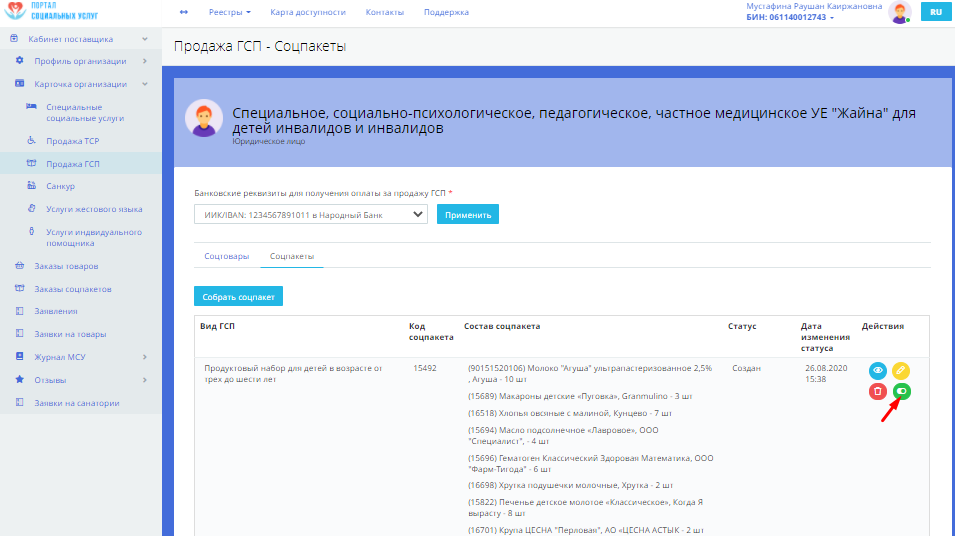 ПОРТАЛ
СОЦИАЛЬНЫХ УСЛУГ
Реестры
Карта доступности
Контакты
Поддержка
Мустафина Раушан Каиржановна
БИН: 061140012743
RU
Кабинет поставщика
Профиль организации
Карточка организации
Специальные
социальные услуги
Продажа ТСР
Продажа ГСП
Санкур
Услуги жестового языка
Услуги индвидуального
помощника
Заказы товаров
Заказы соцпакетов
Заявления
Заявки на товары
Журнал МСУ
Отзывы
Заявки на санатории
Продажа ГСП - Соцпакеты
Специальное, социально-психологическое, педагогическое, частное медицинское УЕ "Жайна" для
детей инвалидов и инвалидов
Юридическое лицо
Банковские реквизиты для получения оплаты за продажу ГСП *
ИИК/IBAN: 1234567891011 в Народный Банк
Применить
Соцтовары
Соцпакеты
Собрать соцпакет
Вид ГСП
Код
соцпакета
Состав соцпакета
Статус
Дата
изменения
статуса
Действия
Продуктовый набор для детей в возрасте от
трех до шести лет
15492
(90151520106) Молоко "Агуша" ультрапастеризованное 2,5%
, Агуша - 10 шт
(15689) Макароны детские «Пуговка», Granmulino - 3 шт
(16518) Хлопья овсяные с малиной, Кунцево - 7 шт
(15694) Масло подсолнечное «Лавровое», ООО
"Специалист", - 4 шт
(15696) Гематоген Классический Здоровая Математика, ООО
"Фарм-Тигода" - 6 шт
(16698) Хрутка подушечки молочные, Хрутка - 2 шт
(15822) Печенье детское молотое «Классическое», Когда Я
вырасту - 8 шт
(16701) Крупа ЦЕСНА "Перловая", АО «ЦЕСНА АСТЫК - 2 шт
Создан
26.08.2020
15:38